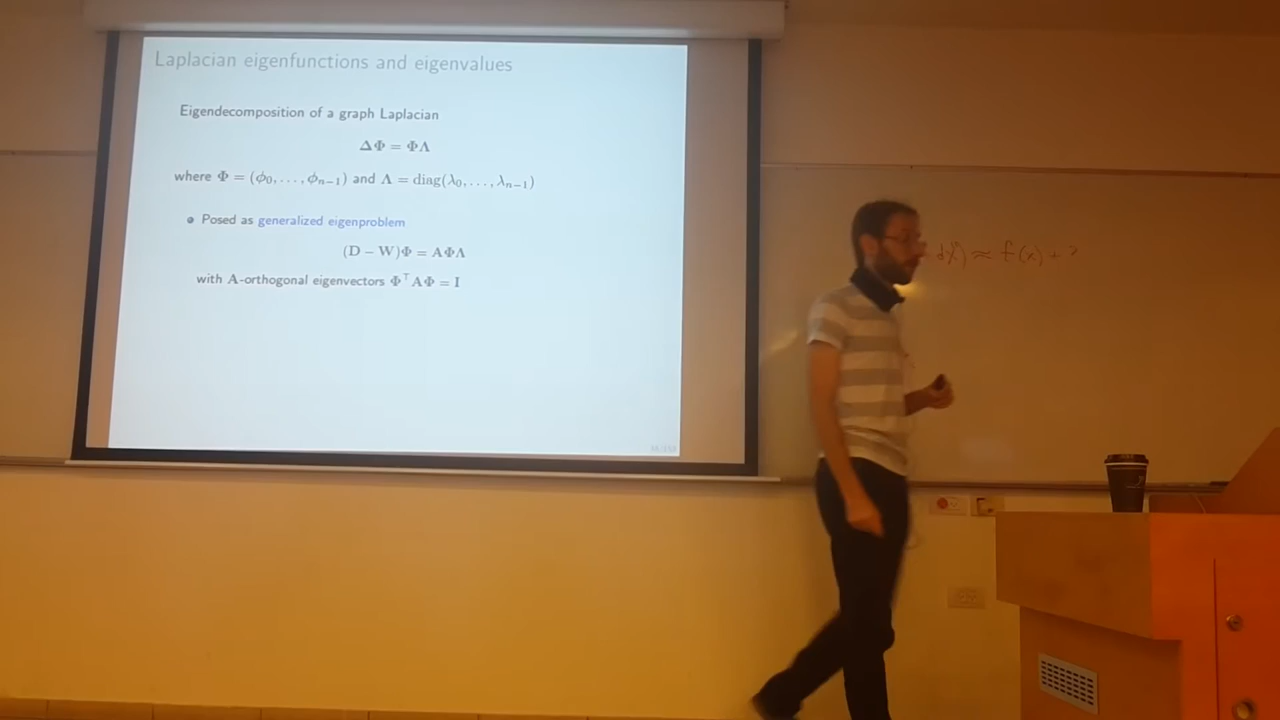 Laplacian eigenfunctions and eigenvalues
Eigendecomposition of a graph Laplacian
ΔΦ = ΦΛ
where Φ = (ϕ₀, . . . , ϕₙ₋₁) and Λ = diag(λ₀, . . . , λₙ₋₁)
• Posed as generalized eigenproblem
(D − W)Φ = AΦΛ
with A-orthogonal eigenvectors Φ⊤AΦ = I
dx) ≈ f(x) +